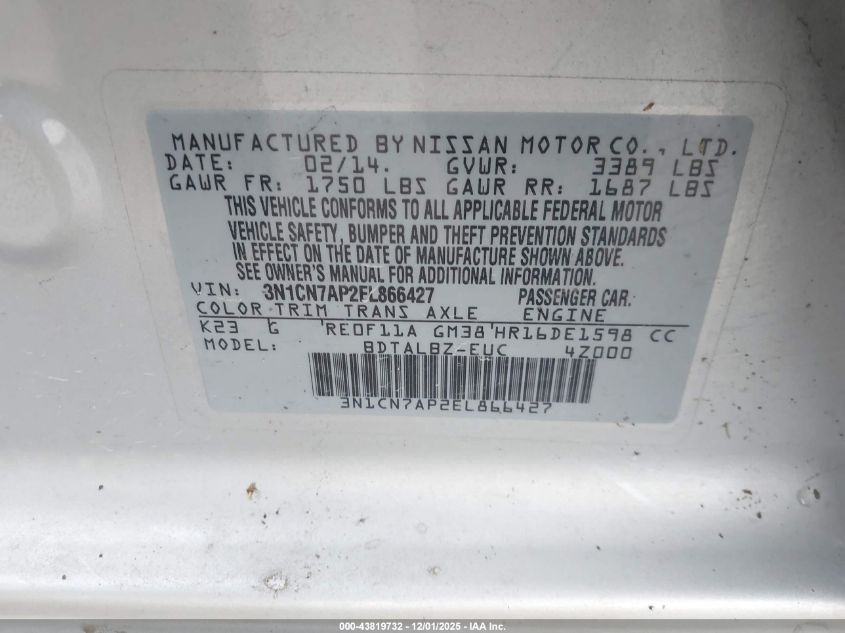 MANUFACTURED BY NISSAN MOTOR CO., LTD.
DATE: 02/14. GVWR: 3389 LBS
GAWR FR: 1750 LBS GAWR RR: 1687 LBS
THIS VEHICLE CONFORMS TO ALL APPLICABLE FEDERAL MOTOR
VEHICLE SAFETY, BUMPER AND THEFT PREVENTION STANDARDS
IN EFFECT ON THE DATE OF MANUFACTURE SHOWN ABOVE.
SEE OWNER'S MANUAL FOR ADDITIONAL INFORMATION.
VIN: 3N1CN7AP2EL866427 PASSENGER CAR.
COLOR TRIM TRANS AXLE ENGINE
K23 G RE0F11A GM38 HR16DE1598 CC
MODEL: BDTALBZ-EUC 4Z000
3N1CN7AP2EL866427
000-43819732 - 12/01/2025 - IAA Inc.